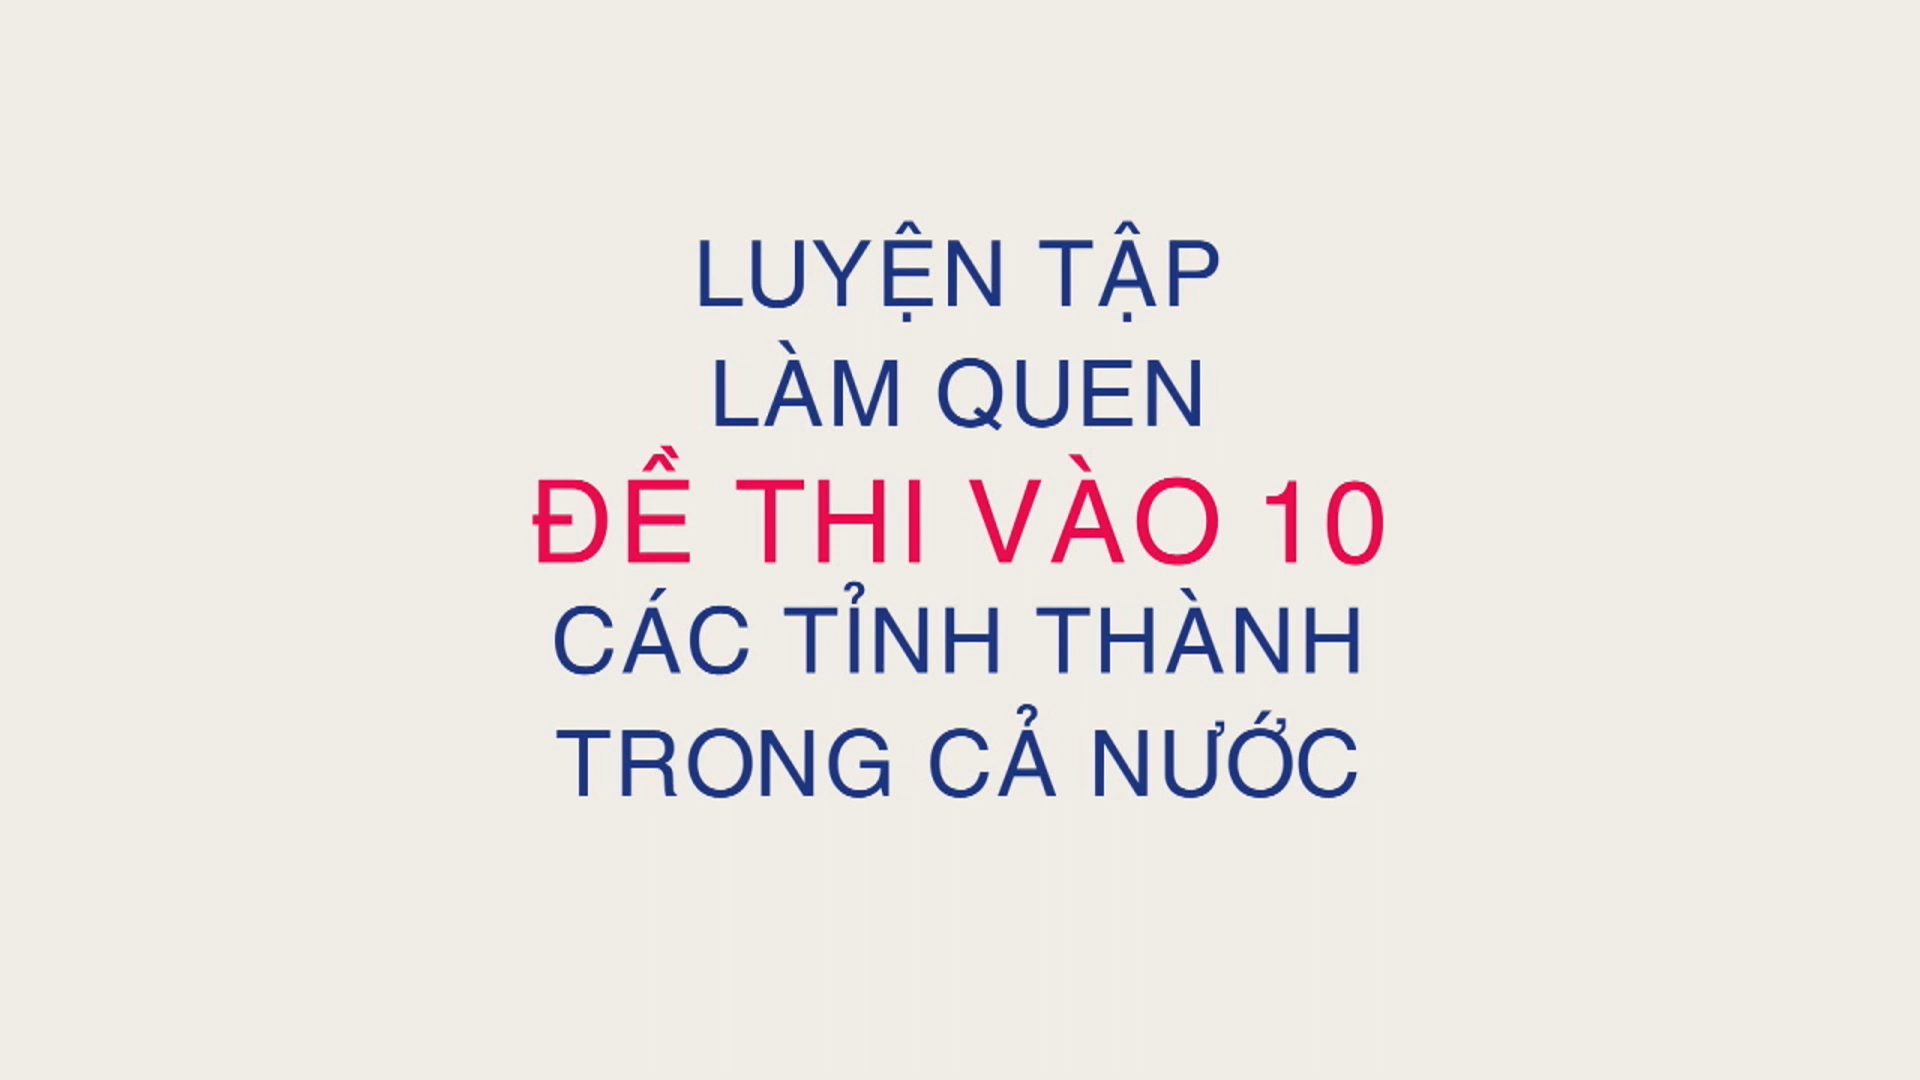 LUYỆN TẬP
LÀM QUEN
ĐỀ THI VÀO 10
CÁC TỈNH THÀNH
TRONG CẢ NƯỚC